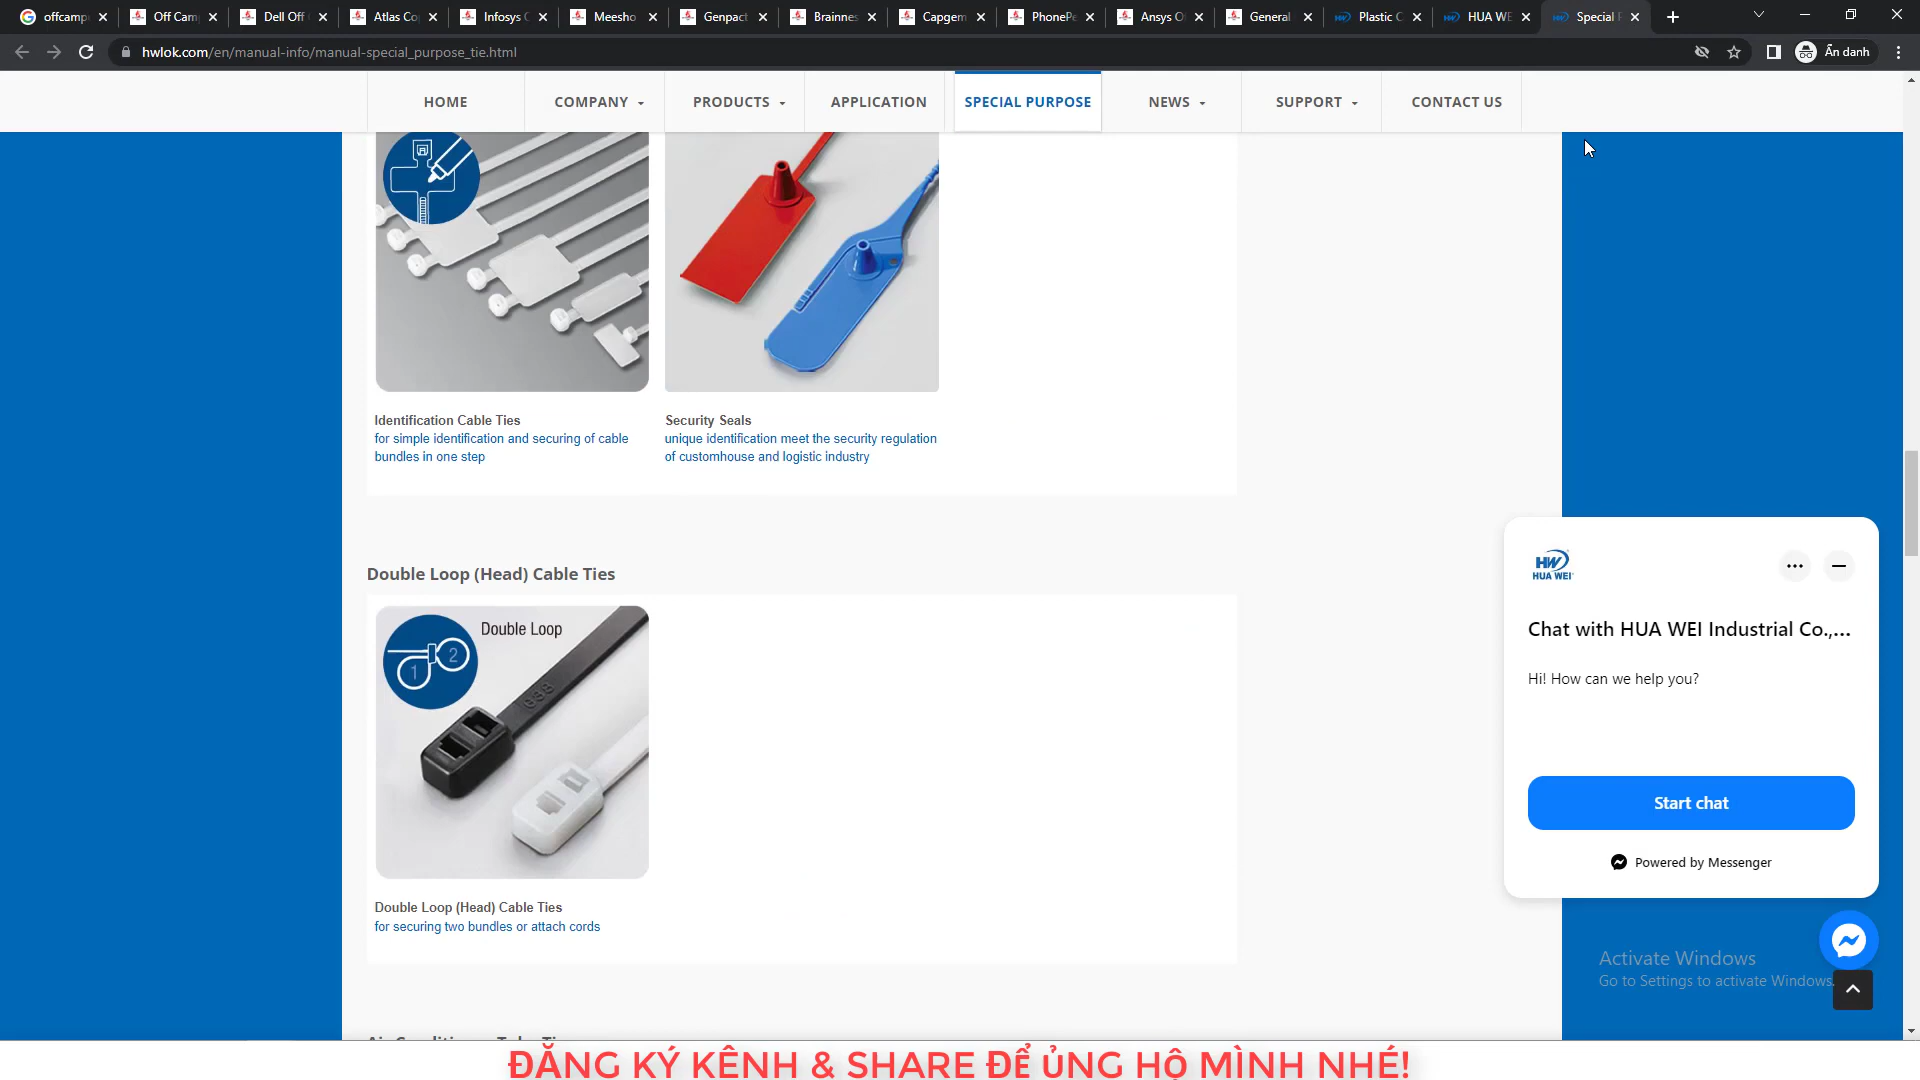 offcamp
Off Cam
Dell Off
Atlas Co
Infosys
Meesho
Genpact
Brainnes
Capgem
PhonePe
Ansys O
General
Plastic C
HUA WE
Special
hwlok.com/en/manual-info/manual-special_purpose_tie.html
Ẩn danh
HOME
COMPANY
PRODUCTS
APPLICATION
SPECIAL PURPOSE
NEWS
SUPPORT
CONTACT US
Identification Cable Ties
for simple identification and securing of cable
bundles in one step
Security Seals
unique identification meet the security regulation
of customhouse and logistic industry
Double Loop (Head) Cable Ties
Double Loop
1
2
Double Loop (Head) Cable Ties
for securing two bundles or attach cords
HW
HUA WEI
Chat with HUA WEI Industrial Co.,...
Hi! How can we help you?
Start chat
Powered by Messenger
Activate Windows
Go to Settings to activate Windows.
ĐĂNG KÝ KÊNH & SHARE ĐỂ ỦNG HỘ MÌNH NHÉ!